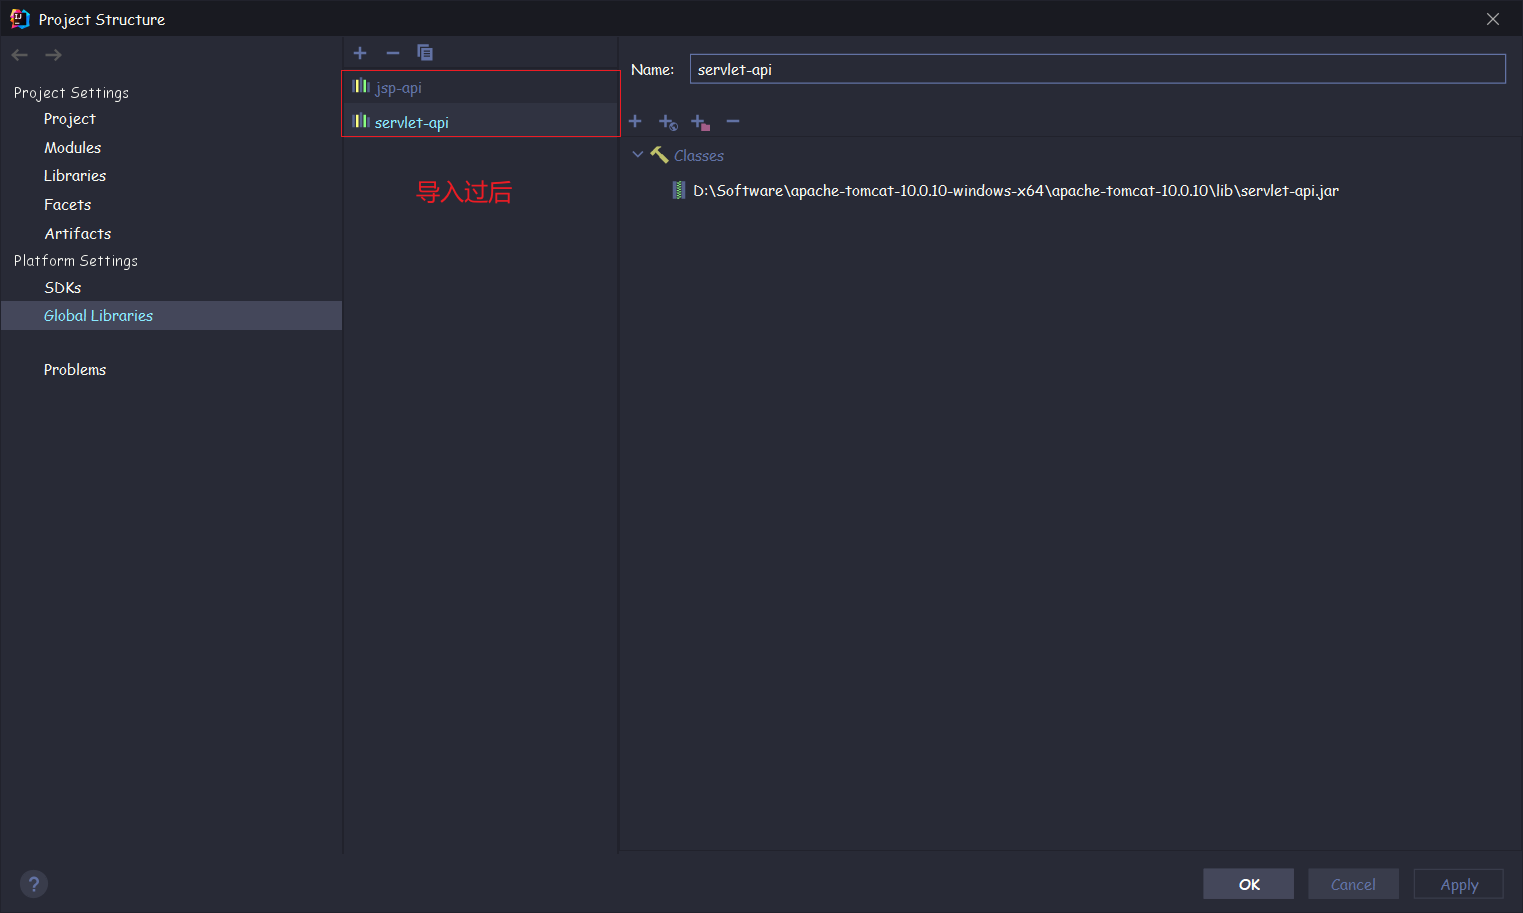 Project Structure
Project Settings
Project
Modules
Libraries
Facets
Artifacts
Platform Settings
SDKs
Global Libraries
Problems
jsp-api
servlet-api
导入过后
Name: servlet-api
Classes
D:\Software\apache-tomcat-10.0.10-windows-x64\apache-tomcat-10.0.10\lib\servlet-api.jar
?
OK Cancel Apply